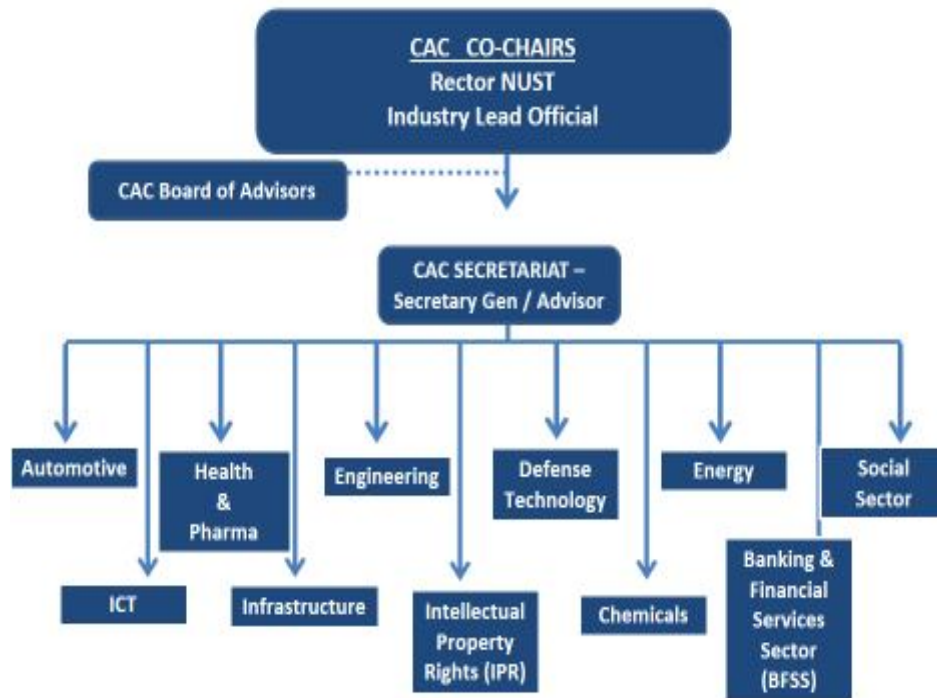 CAC CO-CHAIRS
Rector NUST
Industry Lead Official
CAC Board of Advisors
CAC SECRETARIAT –
Secretary Gen / Advisor
Automotive
Health
&
Pharma
Engineering
Defense
Technology
Energy
Social
Sector
ICT
Infrastructure
Intellectual
Property
Rights (IPR)
Chemicals
Banking &
Financial
Services
Sector
(BFSS)